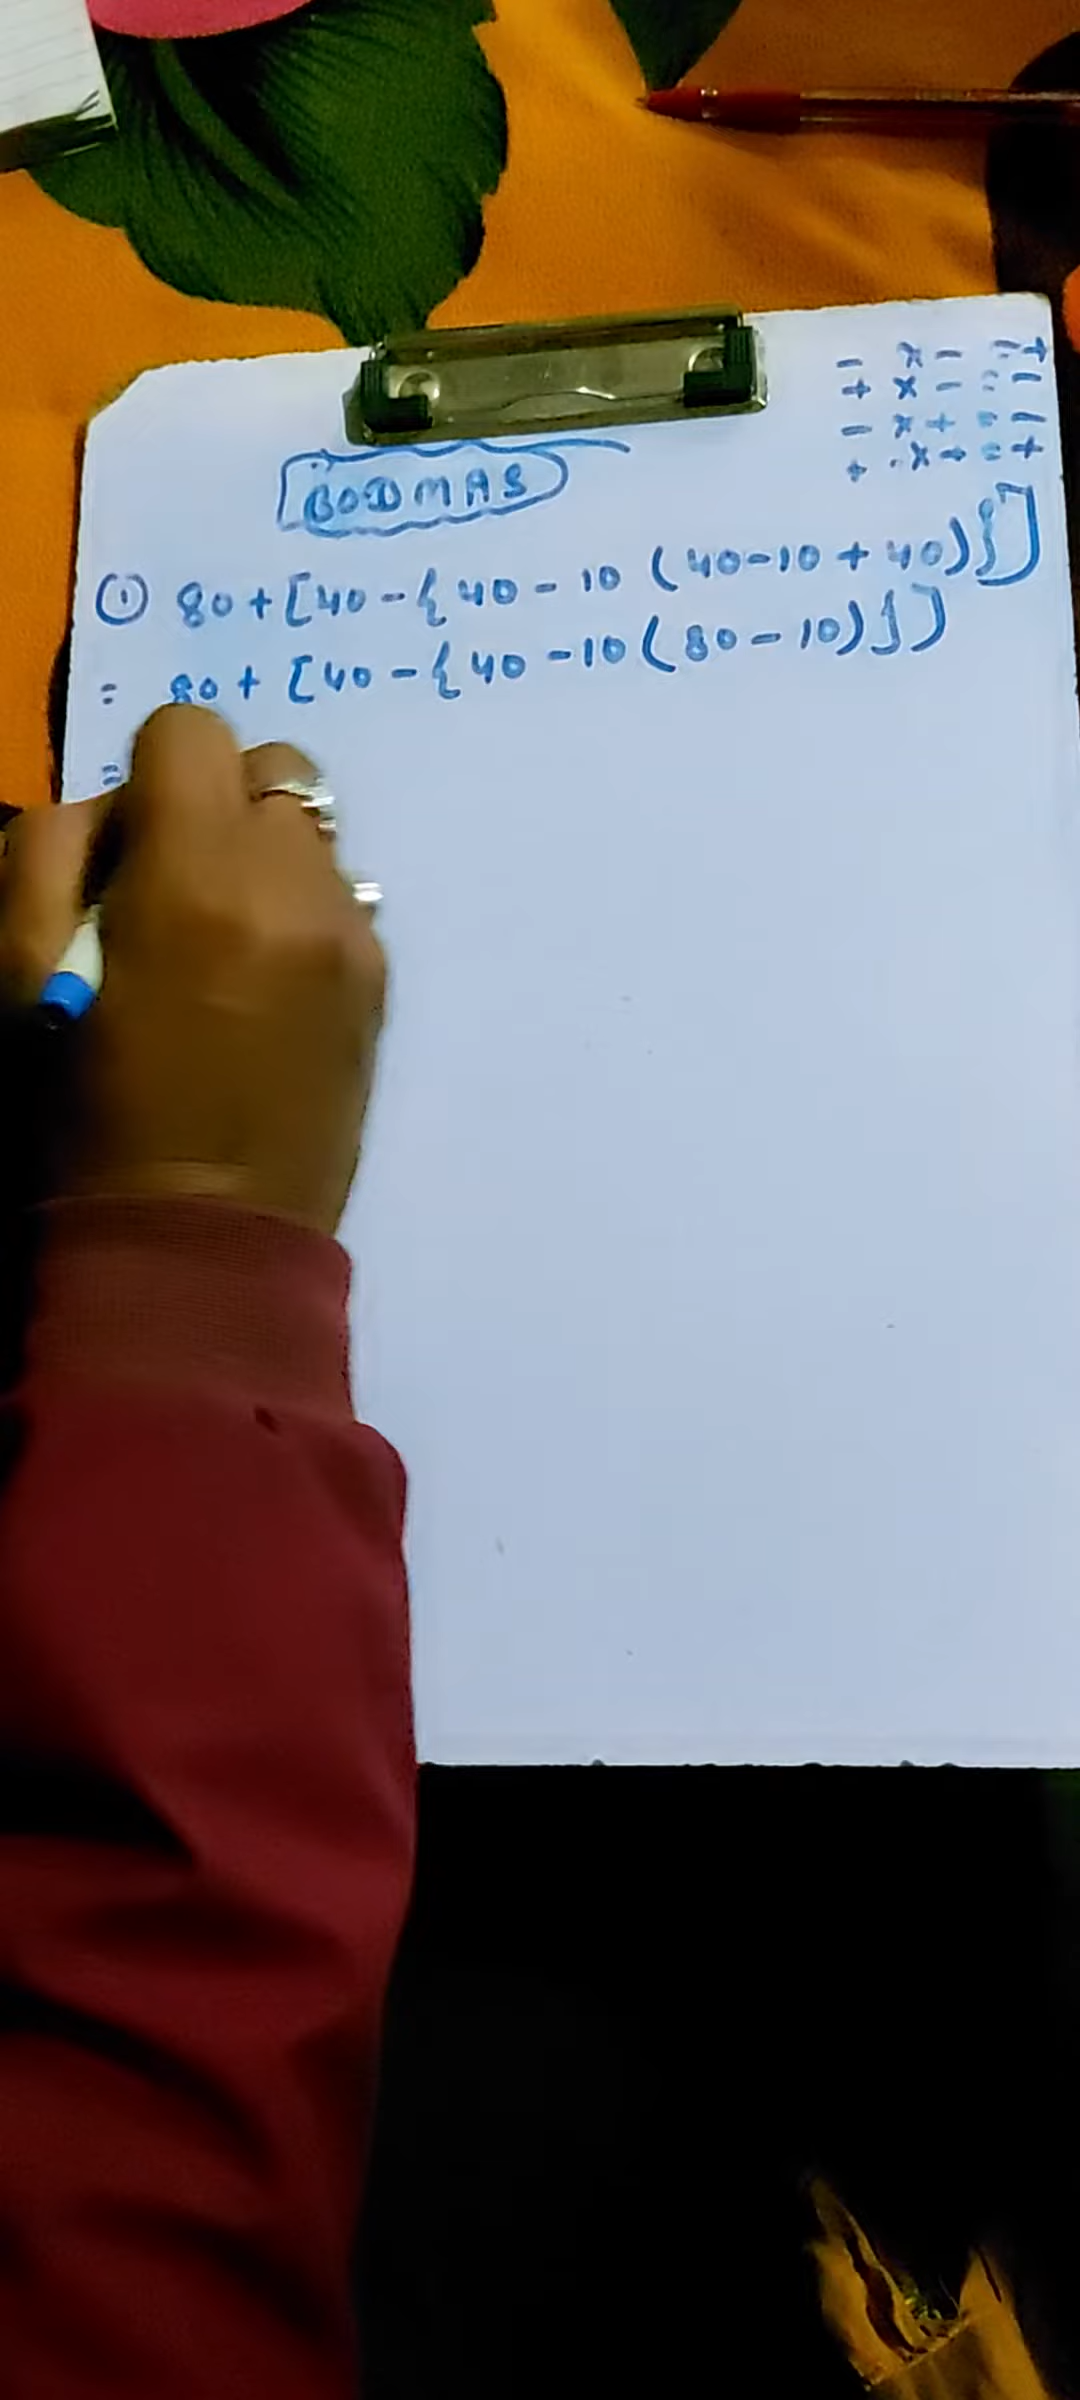 - x - = +
+ x - = -
- x + = -
+ x + = +
BODMAS
① 80 + [40 - {40 - 10 (40 - 10 + 40)}]
= 80 + [40 - {40 - 10 (80 - 10)}]
=